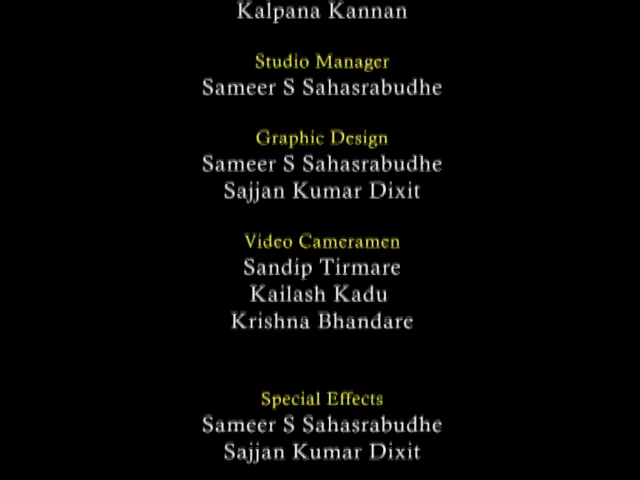 Kalpana Kannan
Studio Manager
Sameer S Sahasrabudhe
Graphic Design
Sameer S Sahasrabudhe
Sajjan Kumar Dixit
Video Cameramen
Sandip Tirmare
Kailash Kadu
Krishna Bhandare
Special Effects
Sameer S Sahasrabudhe
Sajjan Kumar Dixit